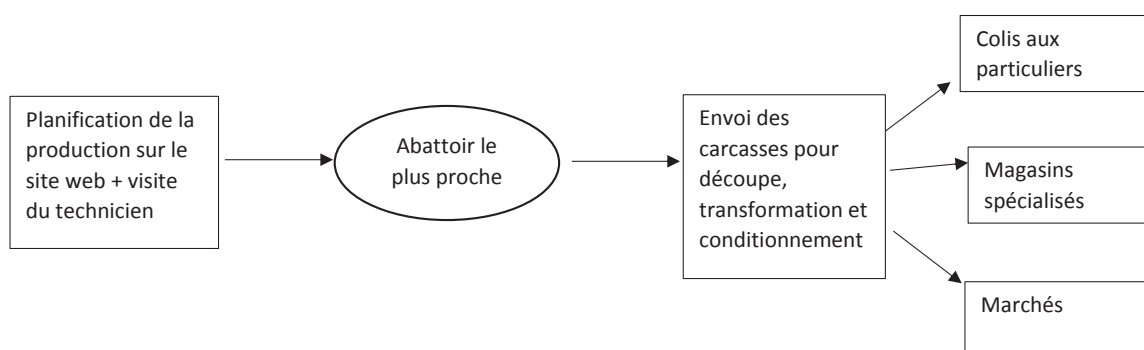 Planification de la
production sur le
site web + visite
du technicien
Abattoir le
plus proche
Envoi des
carcasses pour
découpe,
transformation et
conditionnement
Colis aux
particuliers
Magasins
spécialisés
Marchés